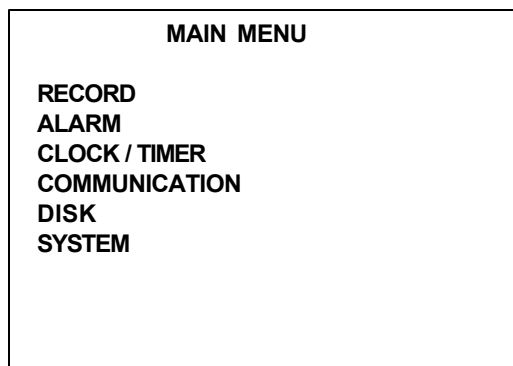 MAIN MENU
RECORD
ALARM
CLOCK / TIMER
COMMUNICATION
DISK
SYSTEM